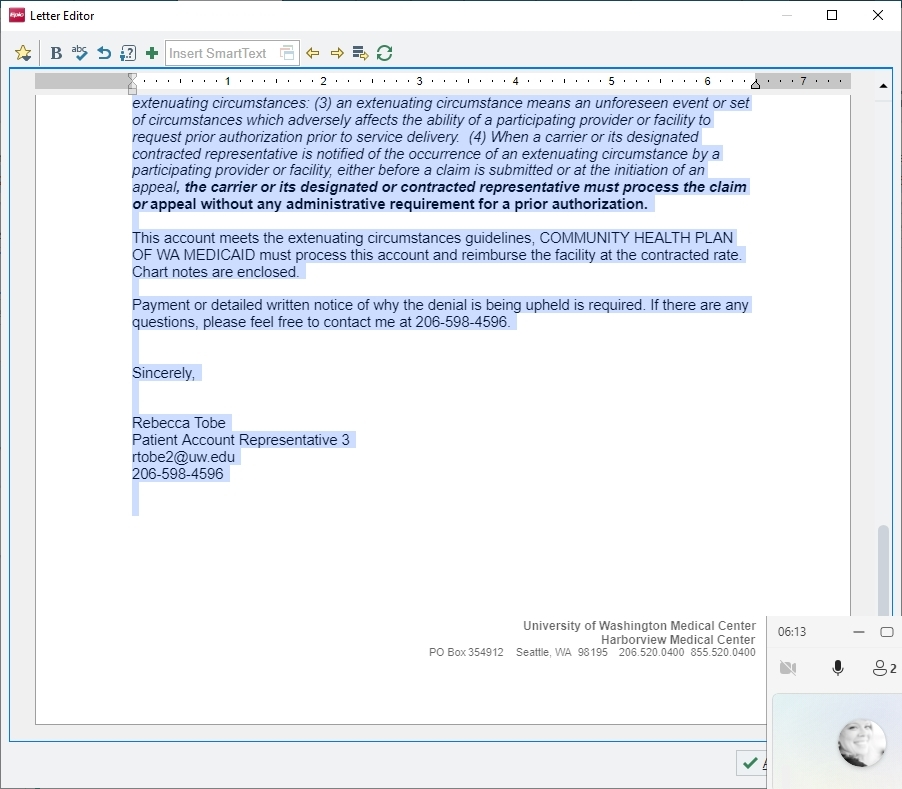 Epic Letter Editor
B abc Insert SmartText
1 2 3 4 5 6 7
extenuating circumstances: (3) an extenuating circumstance means an unforeseen event or set
of circumstances which adversely affects the ability of a participating provider or facility to
request prior authorization prior to service delivery.  (4) When a carrier or its designated
contracted representative is notified of the occurrence of an extenuating circumstance by a
participating provider or facility, either before a claim is submitted or at the initiation of an
appeal, the carrier or its designated or contracted representative must process the claim
or appeal without any administrative requirement for a prior authorization.
This account meets the extenuating circumstances guidelines, COMMUNITY HEALTH PLAN
OF WA MEDICAID must process this account and reimburse the facility at the contracted rate.
Chart notes are enclosed.
Payment or detailed written notice of why the denial is being upheld is required. If there are any
questions, please feel free to contact me at 206-598-4596.
Sincerely,
Rebecca Tobe
Patient Account Representative 3
rtobe2@uw.edu
206-598-4596
University of Washington Medical Center
Harborview Medical Center
PO Box 354912 Seattle, WA 98195 206.520.0400 855.520.0400
06:13
2